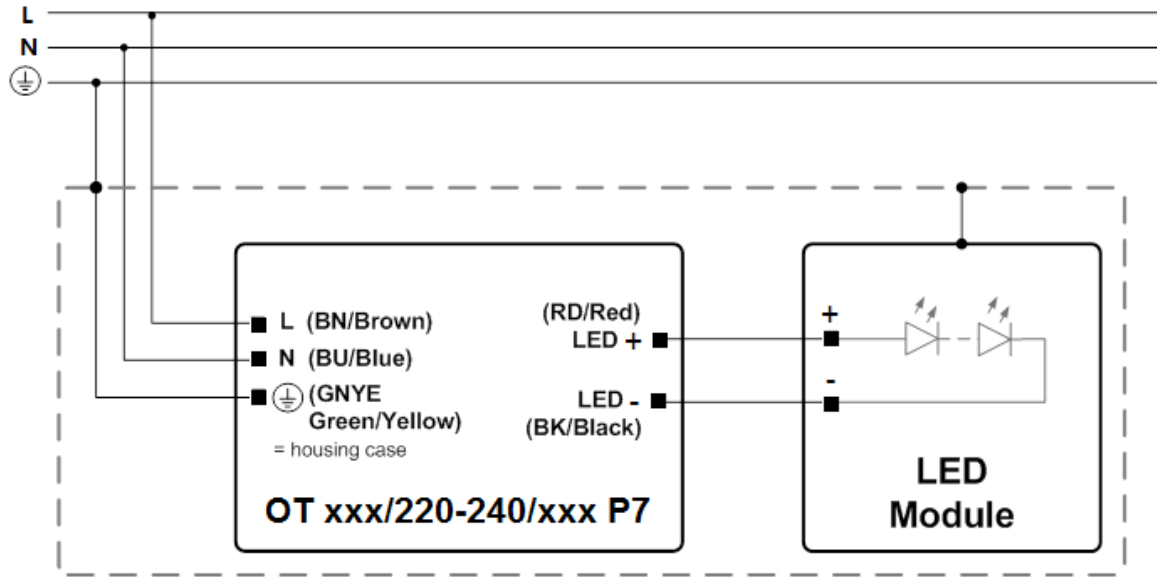 L
N
L (BN/Brown)
N (BU/Blue)
(GNYE
Green/Yellow)
= housing case
(RD/Red)
LED +
LED -
(BK/Black)
OT xxx/220-240/xxx P7
+
-
LED
Module